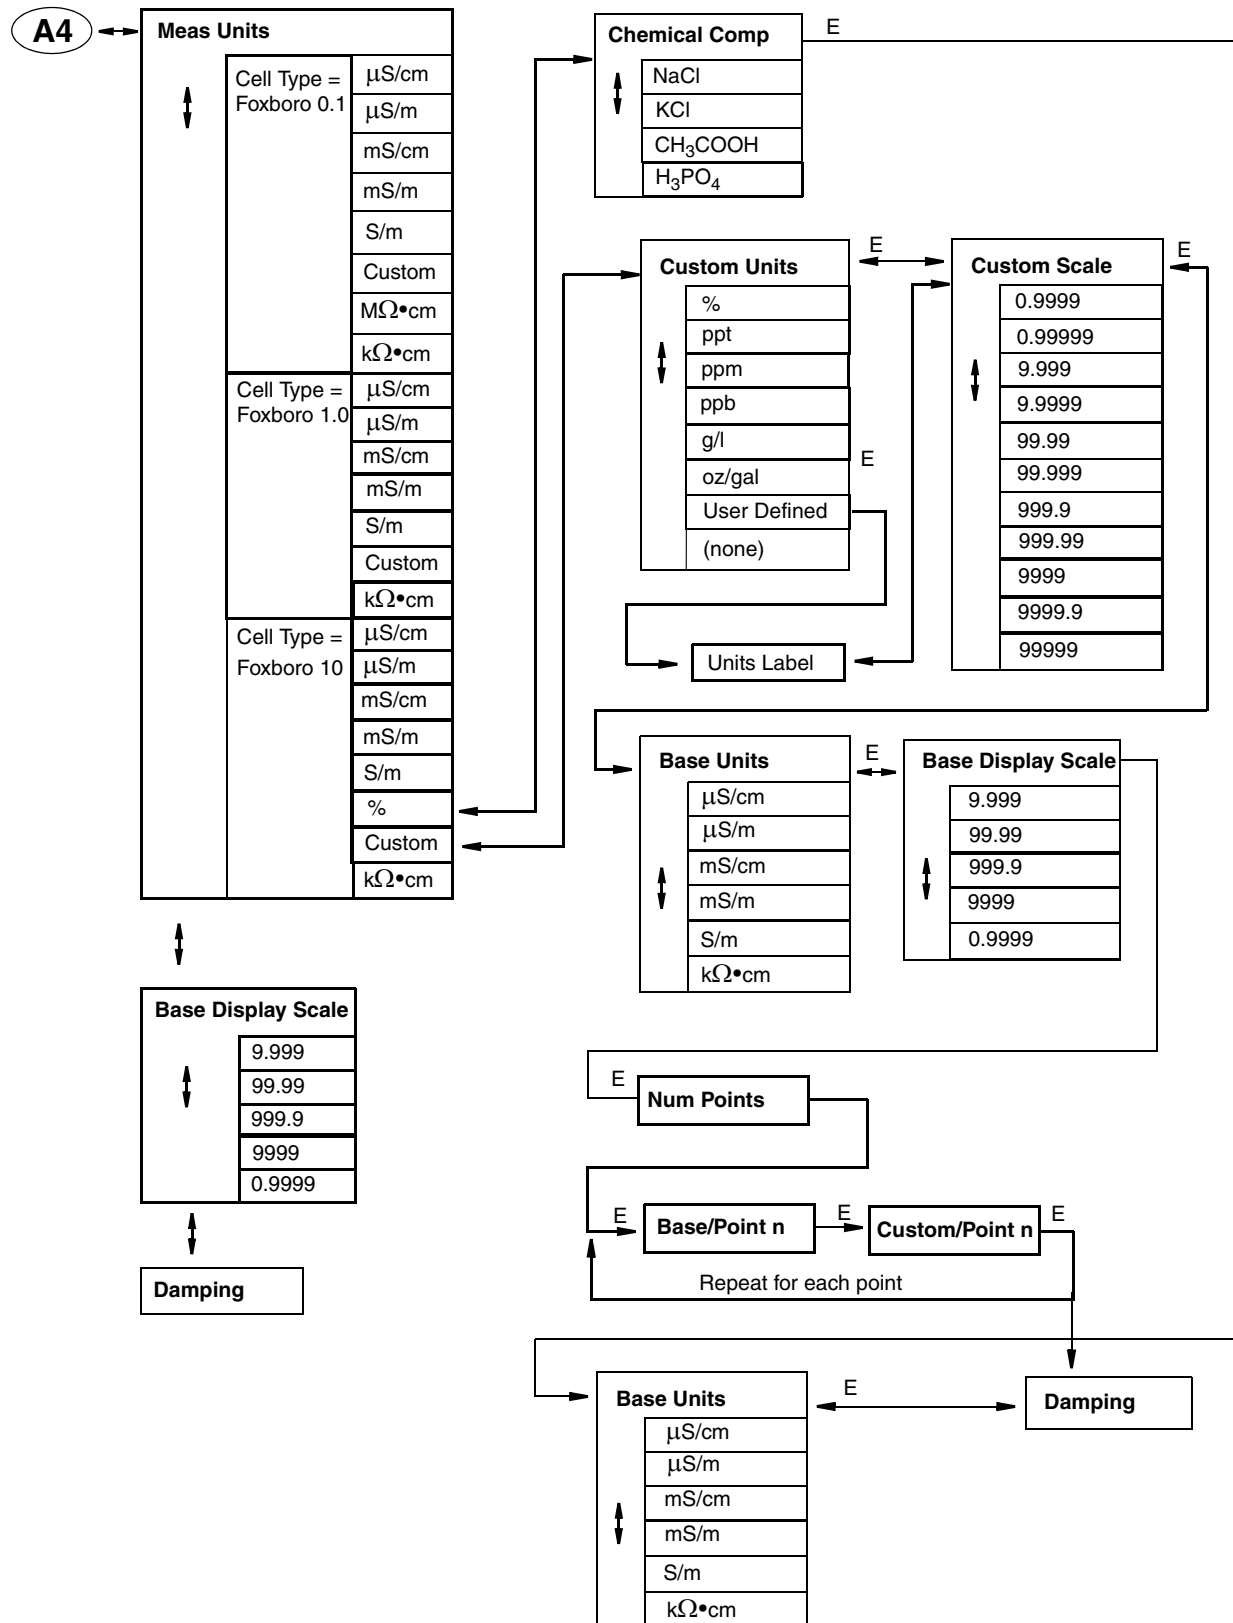 A4
Meas Units
Cell Type =
Foxboro 0.1
μS/cm
μS/m
mS/cm
mS/m
S/m
Custom
MΩ•cm
kΩ•cm
Cell Type =
Foxboro 1.0
μS/cm
μS/m
mS/cm
mS/m
S/m
Custom
kΩ•cm
Cell Type =
Foxboro 10
μS/cm
μS/m
mS/cm
mS/m
S/m
%
Custom
kΩ•cm
Base Display Scale
9.999
99.99
999.9
9999
0.9999
Damping
Chemical Comp
E
NaCl
KCl
CH₃COOH
H₃PO₄
Custom Units
E
%
ppt
ppm
ppb
g/l
E
oz/gal
User Defined
(none)
Units Label
Custom Scale
E
0.9999
0.99999
9.999
9.9999
99.99
99.999
999.9
999.99
9999
9999.9
99999
Base Units
E
μS/cm
μS/m
mS/cm
mS/m
S/m
kΩ•cm
Base Display Scale
9.999
99.99
999.9
9999
0.9999
E
Num Points
E
Base/Point n
E
Custom/Point n
E
Repeat for each point
Base Units
E
Damping
μS/cm
μS/m
mS/cm
mS/m
S/m
kΩ•cm